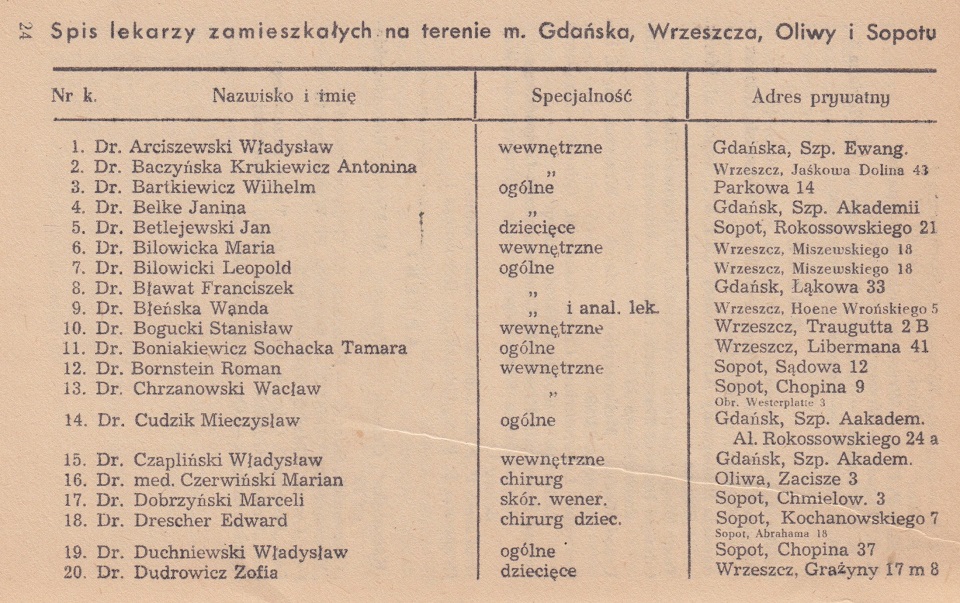 24 Spis lekarzy zamieszkałych na terenie m. Gdańska, Wrzeszcza, Oliwy i Sopotu
Nr k. Nazwisko i imię Specjalność Adres prywatny
1. Dr. Arciszewski Władysław wewnętrzne Gdańska, Szp. Ewang.
2. Dr. Baczyńska Krukiewicz Antonina „ Wrzeszcz, Jaśkowa Dolina 43
3. Dr. Bartkiewicz Wilhelm ogólne Parkowa 14
4. Dr. Belke Janina „ Gdańsk, Szp. Akademii
5. Dr. Betlejewski Jan dziecięce Sopot, Rokossowskiego 21
6. Dr. Bilowicka Maria wewnętrzne Wrzeszcz, Miszewskiego 18
7. Dr. Bilowicki Leopold ogólne Wrzeszcz, Miszewskiego 18
8. Dr. Bławat Franciszek „ Gdańsk, Łąkowa 33
9. Dr. Błeńska Wanda „ i anal. lek. Wrzeszcz, Hoene Wrońskiego 5
10. Dr. Bogucki Stanisław wewnętrzne Wrzeszcz, Traugutta 2 B
11. Dr. Boniakiewicz Sochacka Tamara ogólne Wrzeszcz, Libermana 41
12. Dr. Bornstein Roman wewnętrzne Sopot, Sądowa 12
13. Dr. Chrzanowski Wacław „ Sopot, Chopina 9
Obr. Westerplatte 3
14. Dr. Cudzik Mieczysław ogólne Gdańsk, Szp. Aakadem.
Al. Rokossowskiego 24 a
15. Dr. Czapliński Władysław wewnętrzne Gdańsk, Szp. Akadem.
16. Dr. med. Czerwiński Marian chirurg Oliwa, Zacisze 3
17. Dr. Dobrzyński Marceli skór. wener. Sopot, Chmielow. 3
18. Dr. Drescher Edward chirurg dziec. Sopot, Kochanowskiego 7
Sopot, Abrahama 18
19. Dr. Duchniewski Władysław ogólne Sopot, Chopina 37
20. Dr. Dudrowicz Zofia dziecięce Wrzeszcz, Grażyny 17 m 8